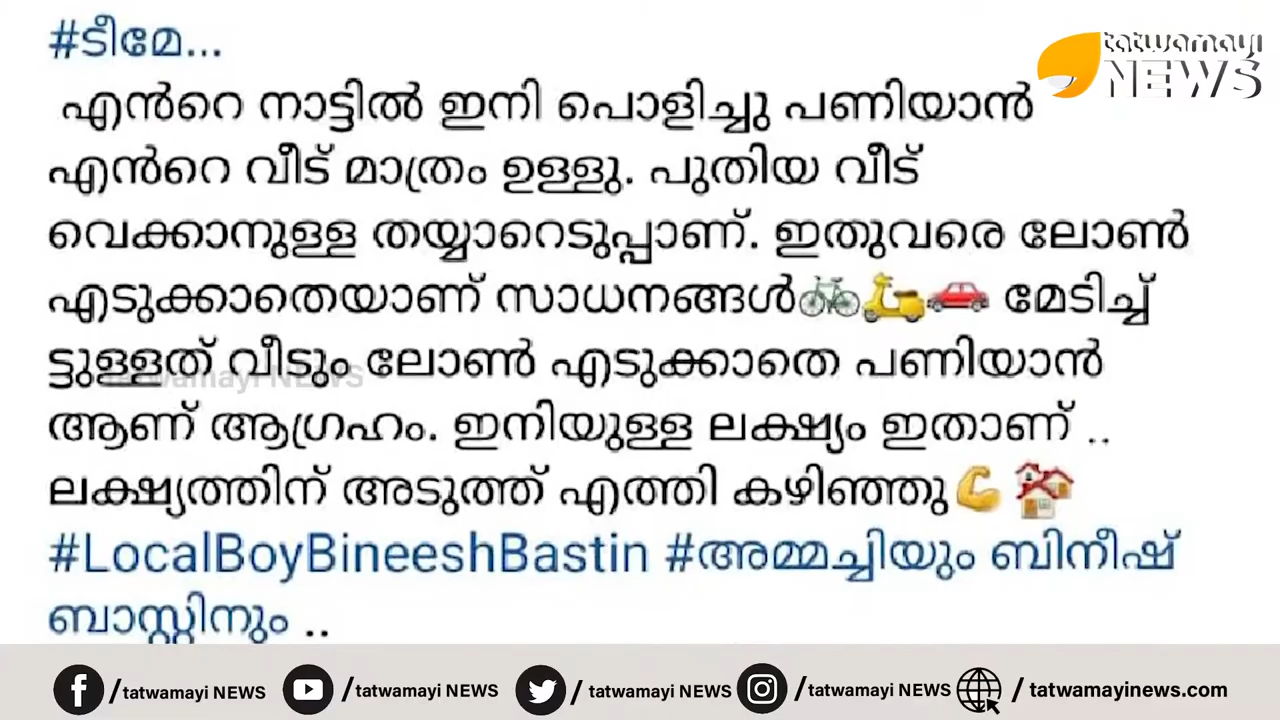 #ടീമേ...
tatwamayi
NEWS
എൻറെ നാട്ടിൽ ഇനി പൊളിച്ചു പണിയാൻ
എൻറെ വീട് മാത്രം ഉള്ളു. പുതിയ വീട്
വെക്കാനുള്ള തയ്യാറെടുപ്പാണ്. ഇതുവരെ ലോൺ
എടുക്കാതെയാണ് സാധനങ്ങൾ🚲🛵🚗 മേടിച്ച്
ട്ടുള്ളത് വീടും ലോൺ എടുക്കാതെ പണിയാൻ
tatwamayi NEWS
ആണ് ആഗ്രഹം. ഇനിയുള്ള ലക്ഷ്യം ഇതാണ് ..
ലക്ഷ്യത്തിന് അടുത്ത് എത്തി കഴിഞ്ഞു💪🏘
#LocalBoyBineeshBastin #അമ്മച്ചിയും ബിനീഷ്
ബാസ്റ്റിനും ..
/tatwamayi NEWS /tatwamayi NEWS / tatwamayi NEWS /tatwamayi NEWS / tatwamayinews.com